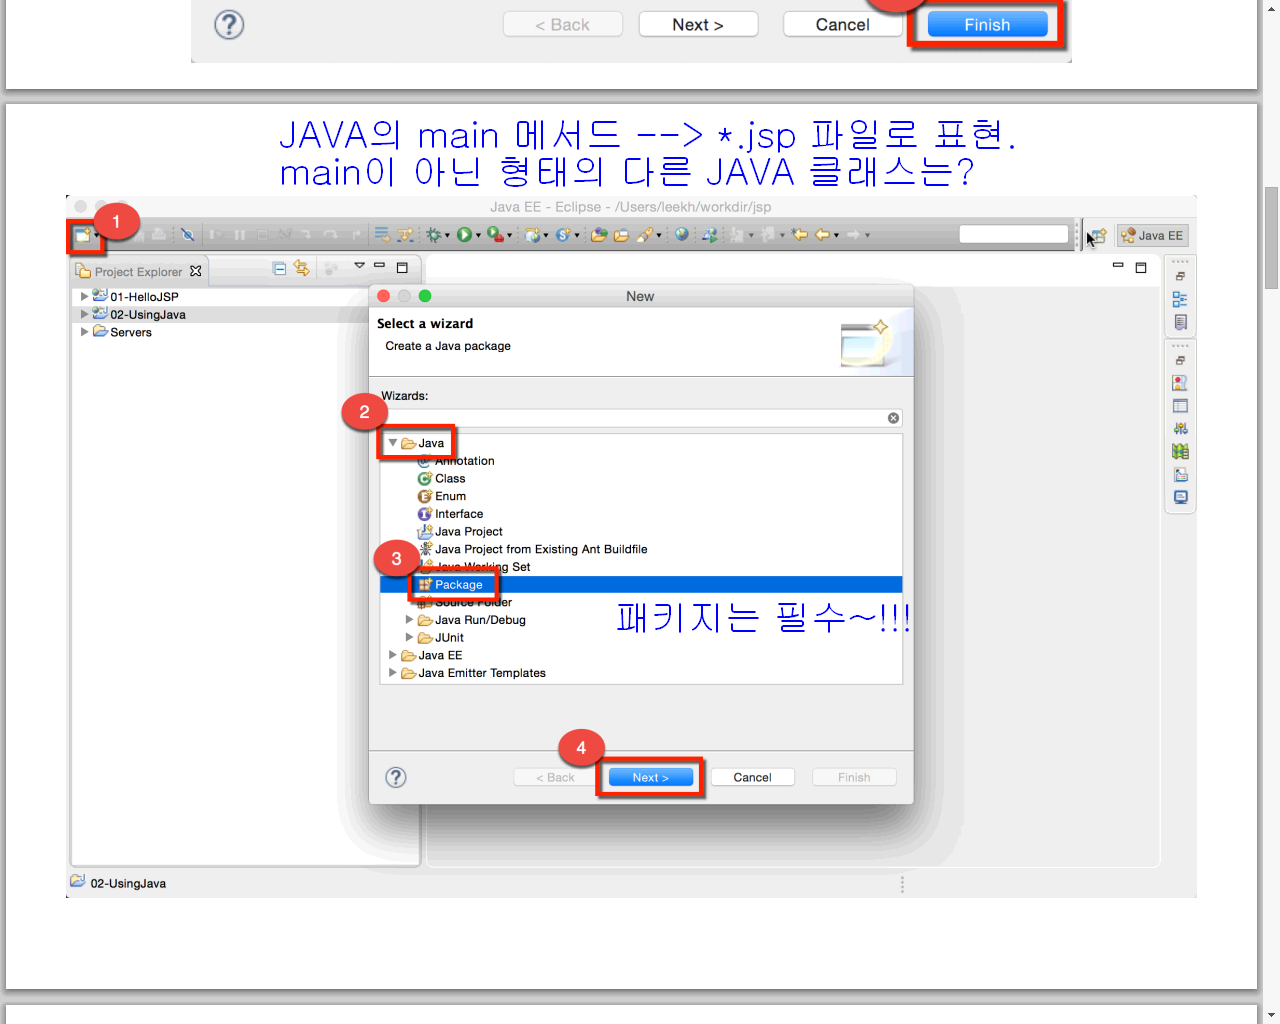 < Back
Next >
Cancel
Finish
JAVA의 main 메서드 --> *.jsp 파일로 표현.
main이 아닌 형태의 다른 JAVA 클래스는?
Java EE - Eclipse - /Users/leekh/workdir/jsp
1
Java EE
Project Explorer
01-HelloJSP
02-UsingJava
Servers
New
Select a wizard
Create a Java package
Wizards:
2
Java
Annotation
Class
Enum
Interface
Java Project
Java Project from Existing Ant Buildfile
3
Java Working Set
Package
Source Folder
패키지는 필수~!!!
Java Run/Debug
JUnit
Java EE
Java Emitter Templates
4
< Back
Next >
Cancel
Finish
02-UsingJava